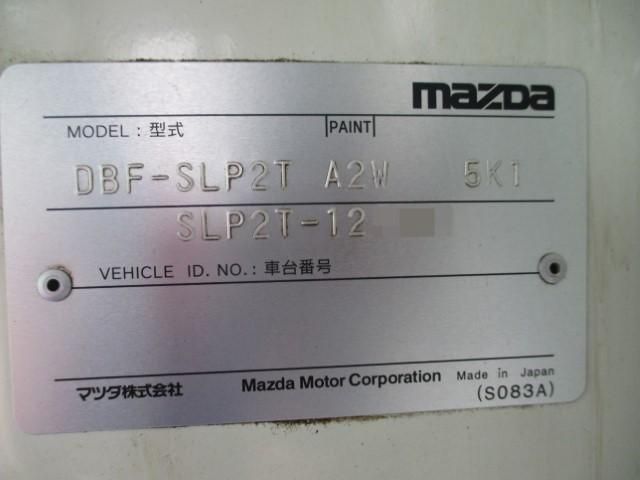 mazda
MODEL : 型式 |PAINT|
DBF-SLP2T A2W 5K1
SLP2T-12
VEHICLE ID. NO. : 車台番号
マツダ株式会社 Mazda Motor Corporation Made in Japan
(S083A)